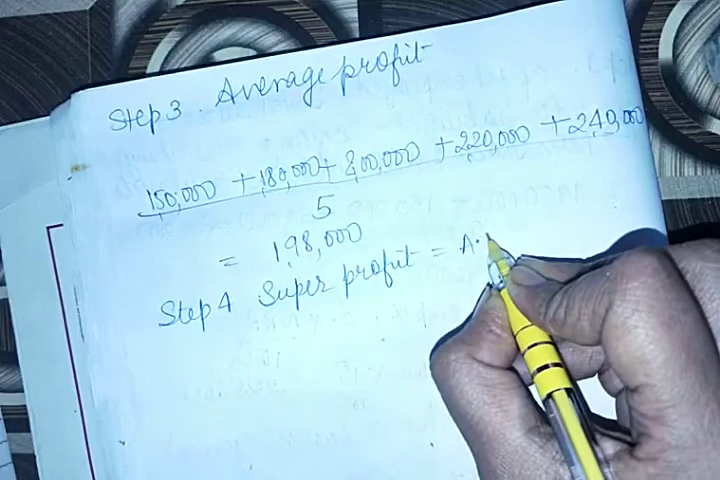 Step 3. Average profit
150,000 + 180,000 + 200,000 + 220,000 + 240,000
5
= 198,000
Step 4 Super profit = A.